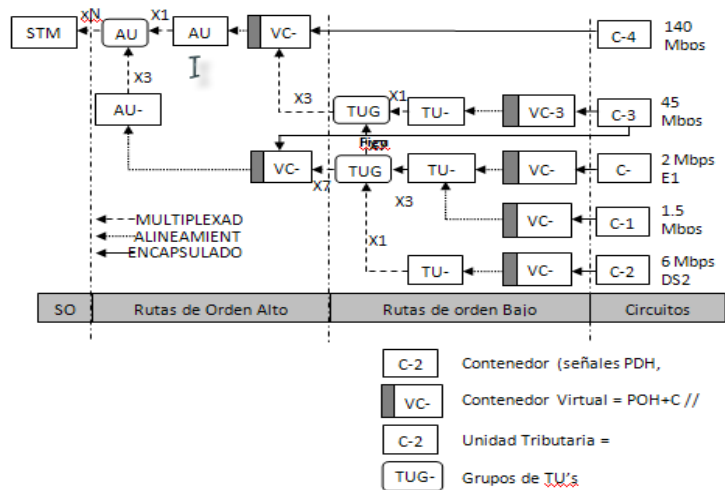 xN X1
STM AU AU VC- C-4 140 Mbps
X3 X3 X1
AU- TUG TU- VC-3 C-3 45 Mbps
VC- X7 TUG X3 TU- VC- C- 2 Mbps E1
MULTIPLEXAD
ALINEAMIENT
ENCAPSULADO
X1 VC- C-1 1.5 Mbps
TU- VC- C-2 6 Mbps DS2
SO Rutas de Orden Alto Rutas de orden Bajo Circuitos
C-2 Contenedor (señales PDH,
VC- Contenedor Virtual = POH+C //
C-2 Unidad Tributaria =
TUG- Grupos de TU's